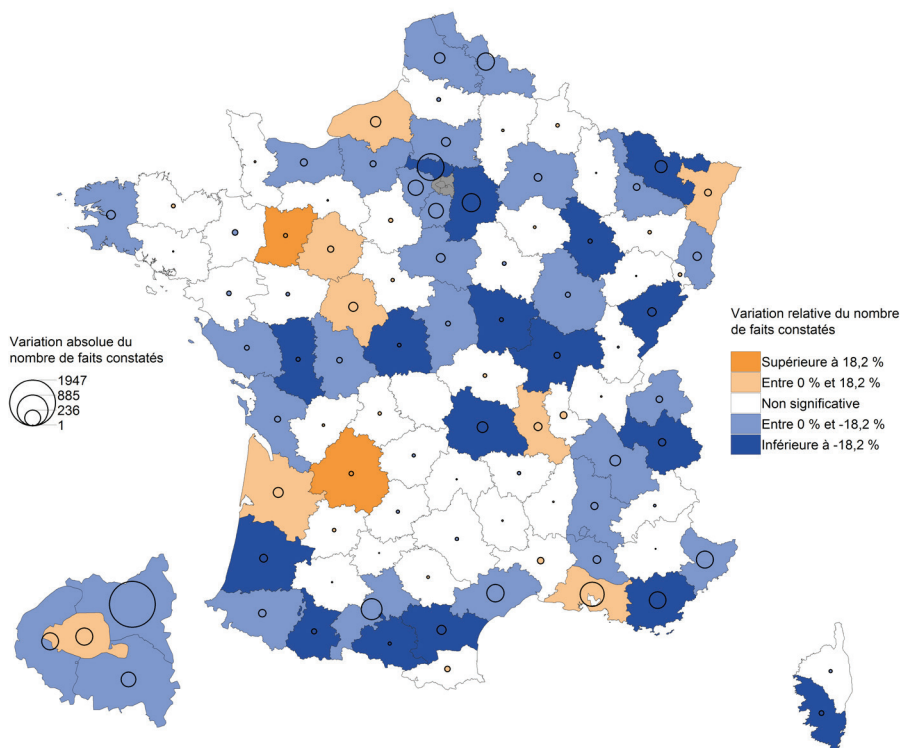 Variation relative du nombre
de faits constatés
Supérieure à 18,2 %
Entre 0 % et 18,2 %
Non significative
Entre 0 % et -18,2 %
Inférieure à -18,2 %
Variation absolue du
nombre de faits constatés
1947
885
236
1